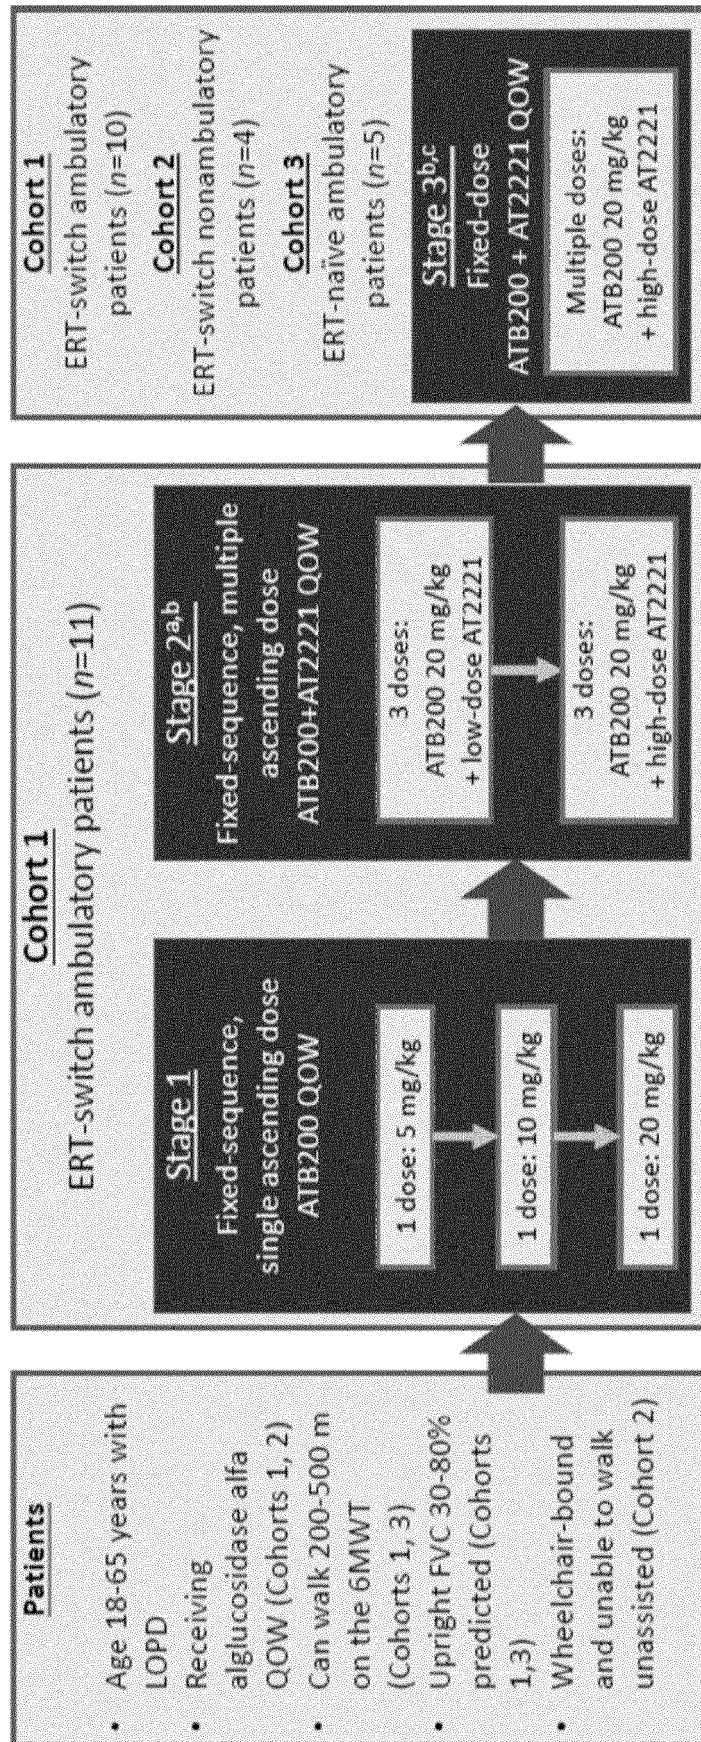 Patients
• Age 18-65 years with
LOPD
• Receiving
alglucosidase alfa
QOW (Cohorts 1, 2)
• Can walk 200-500 m
on the 6MWT
(Cohorts 1, 3)
• Upright FVC 30-80%
predicted (Cohorts
1,3)
• Wheelchair-bound
and unable to walk
unassisted (Cohort 2)
Cohort 1
ERT-switch ambulatory patients (n=11)
Stage 1
Fixed-sequence,
single ascending dose
ATB200 QOW
1 dose: 5 mg/kg
1 dose: 10 mg/kg
1 dose: 20 mg/kg
Stage 2a,b
Fixed-sequence, multiple
ascending dose
ATB200+AT2221 QOW
3 doses:
ATB200 20 mg/kg
+ low-dose AT2221
3 doses:
ATB200 20 mg/kg
+ high-dose AT2221
Cohort 1
ERT-switch ambulatory
patients (n=10)
Cohort 2
ERT-switch nonambulatory
patients (n=4)
Cohort 3
ERT-naïve ambulatory
patients (n=5)
Stage 3b,c
Fixed-dose
ATB200 + AT2221 QOW
Multiple doses:
ATB200 20 mg/kg
+ high-dose AT2221